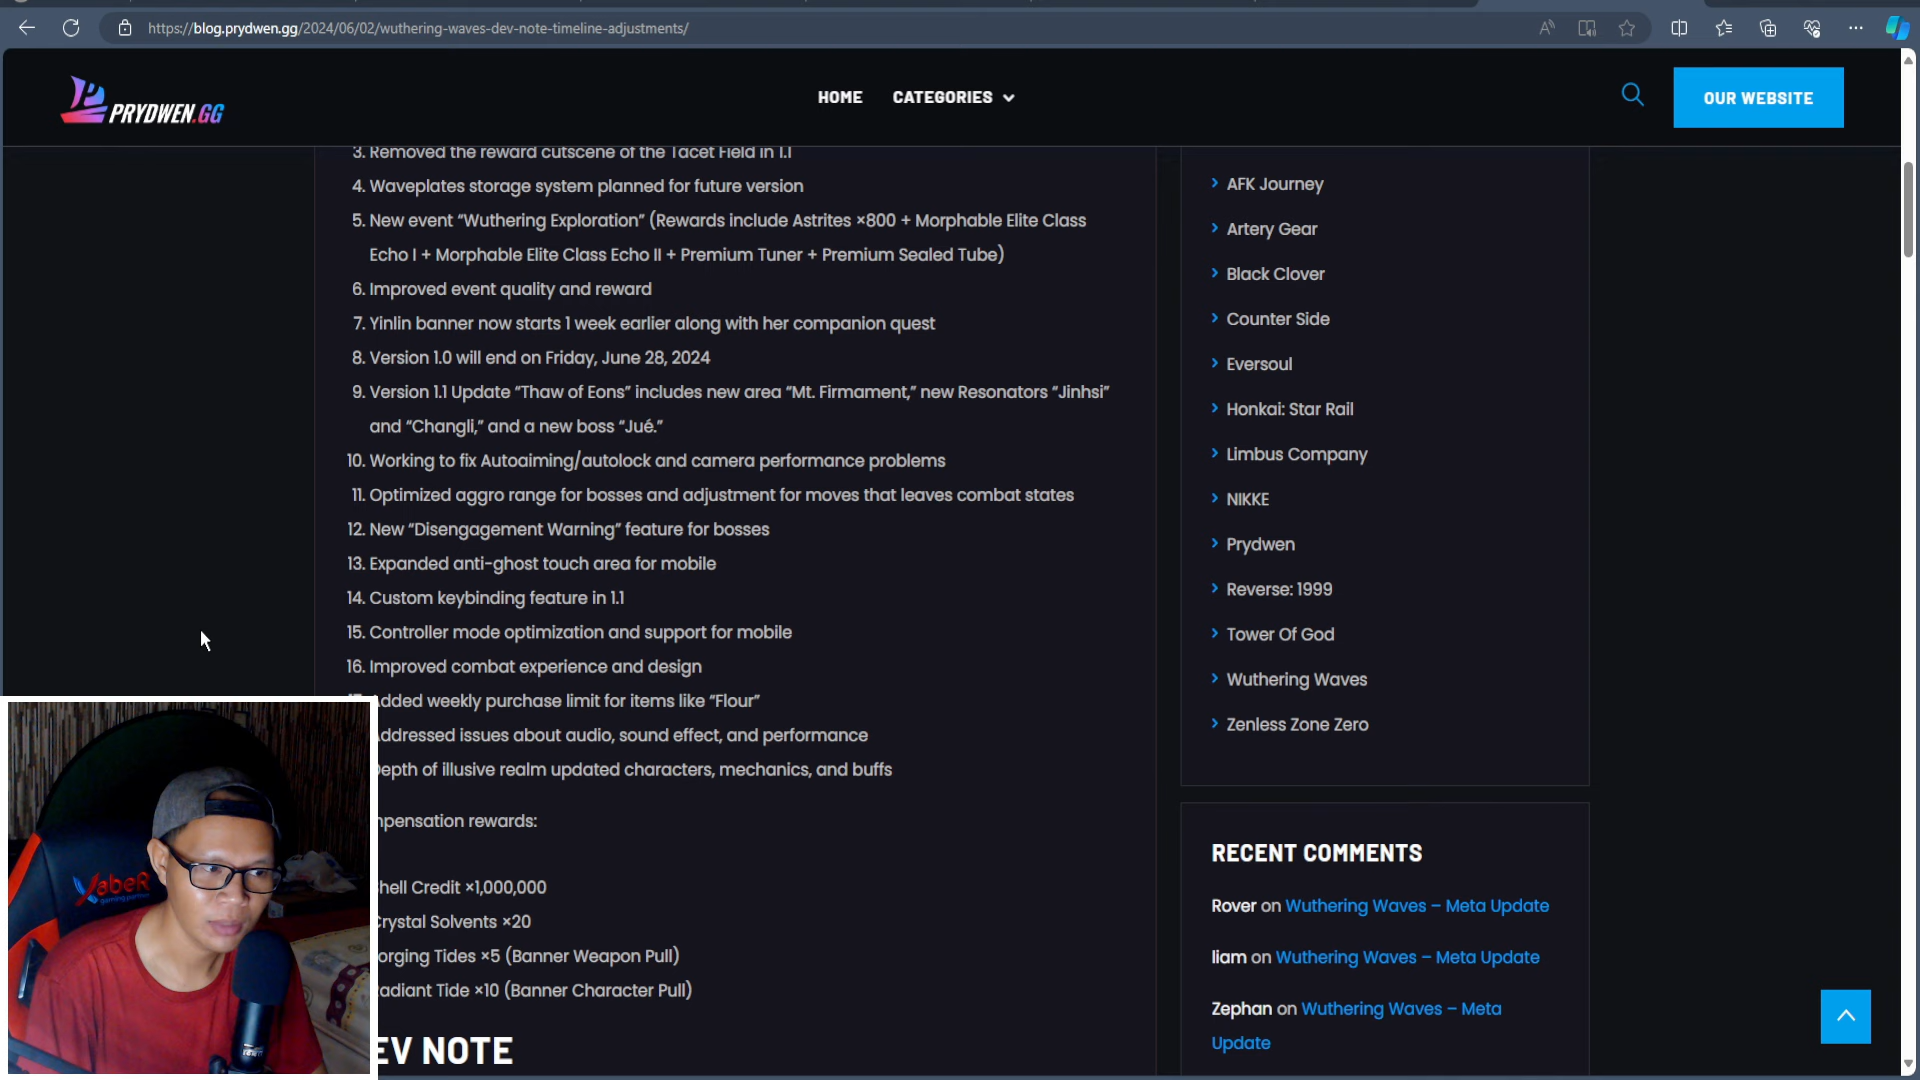 https://blog.prydwen.gg/2024/06/02/wuthering-waves-dev-note-timeline-adjustments/
PRYDWEN.GG
HOME
CATEGORIES
OUR WEBSITE
3. Removed the reward cutscene of the Tacet Field in 1.1
4. Waveplates storage system planned for future version
5. New event “Wuthering Exploration” (Rewards include Astrites ×800 + Morphable Elite Class
Echo I + Morphable Elite Class Echo II + Premium Tuner + Premium Sealed Tube)
6. Improved event quality and reward
7. Yinlin banner now starts 1 week earlier along with her companion quest
8. Version 1.0 will end on Friday, June 28, 2024
9. Version 1.1 Update “Thaw of Eons” includes new area “Mt. Firmament,” new Resonators “Jinhsi”
and “Changli,” and a new boss “Jué.”
10. Working to fix Autoaiming/autolock and camera performance problems
11. Optimized aggro range for bosses and adjustment for moves that leaves combat states
12. New “Disengagement Warning” feature for bosses
13. Expanded anti-ghost touch area for mobile
14. Custom keybinding feature in 1.1
15. Controller mode optimization and support for mobile
16. Improved combat experience and design
Added weekly purchase limit for items like “Flour”
Addressed issues about audio, sound effect, and performance
Depth of illusive realm updated characters, mechanics, and buffs
mpensation rewards:
hell Credit ×1,000,000
Crystal Solvents ×20
orging Tides ×5 (Banner Weapon Pull)
adiant Tide ×10 (Banner Character Pull)
EV NOTE
AFK Journey
Artery Gear
Black Clover
Counter Side
Eversoul
Honkai: Star Rail
Limbus Company
NIKKE
Prydwen
Reverse: 1999
Tower Of God
Wuthering Waves
Zenless Zone Zero
RECENT COMMENTS
Rover on Wuthering Waves – Meta Update
liam on Wuthering Waves – Meta Update
Zephan on Wuthering Waves – Meta
Update
YabeR